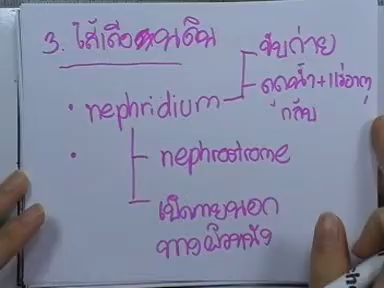 3. ไส้เดือนดิน
ขับถ่าย
• nephridium
ดูดน้ำ+แร่ธาตุ
กลับ
• nephrostome
เปิดภายนอก
ทางผิวหนัง